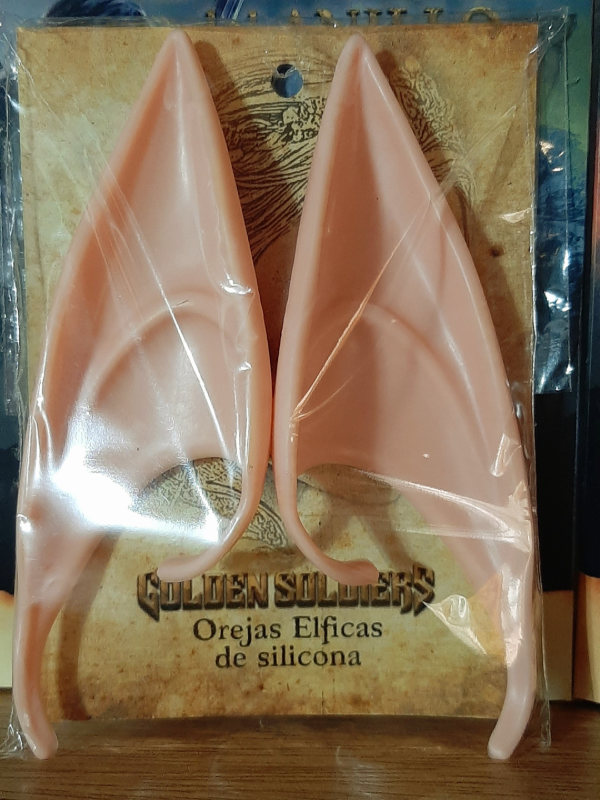 GOLDEN SOLDIERS
Orejas Elficas
de silicona